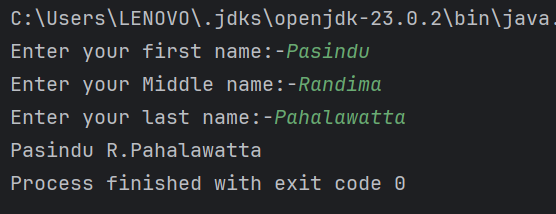 C:\Users\LENOVO\.jdks\openjdk-23.0.2\bin\java.
Enter your first name:-Pasindu
Enter your Middle name:-Randima
Enter your last name:-Pahalawatta
Pasindu R.Pahalawatta
Process finished with exit code 0